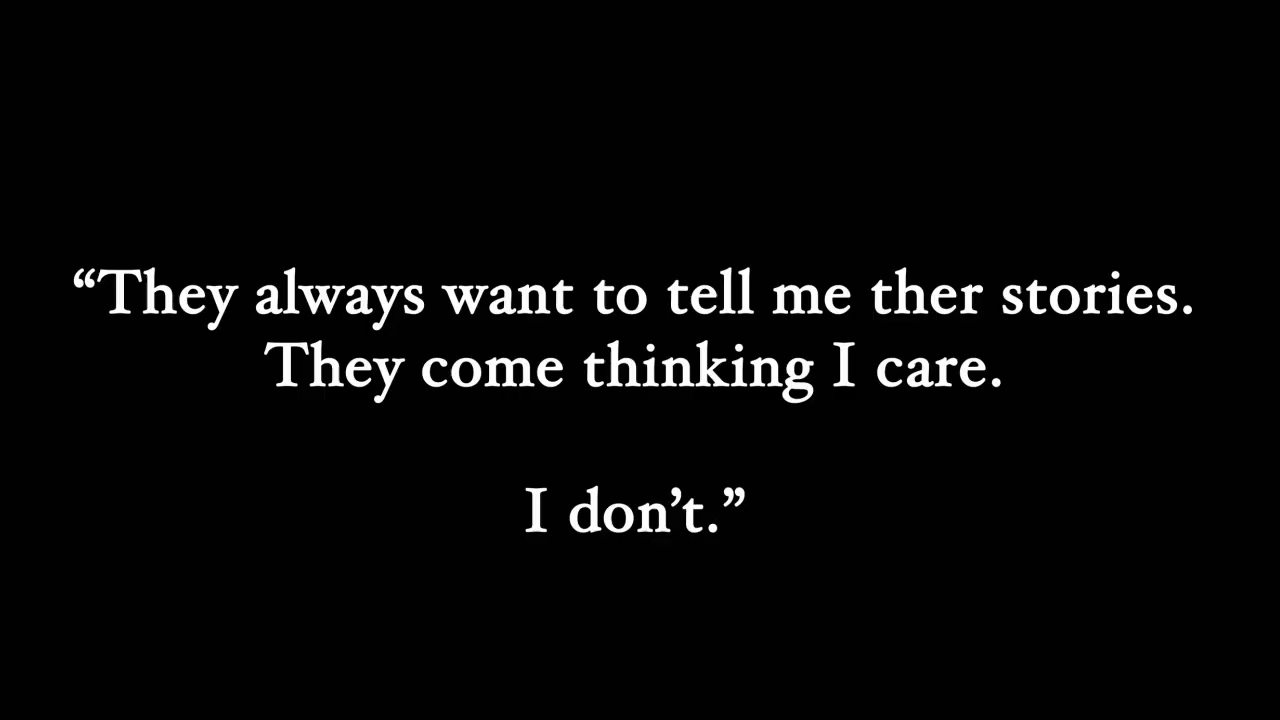 “They always want to tell me ther stories.
They come thinking I care.
I don’t.”